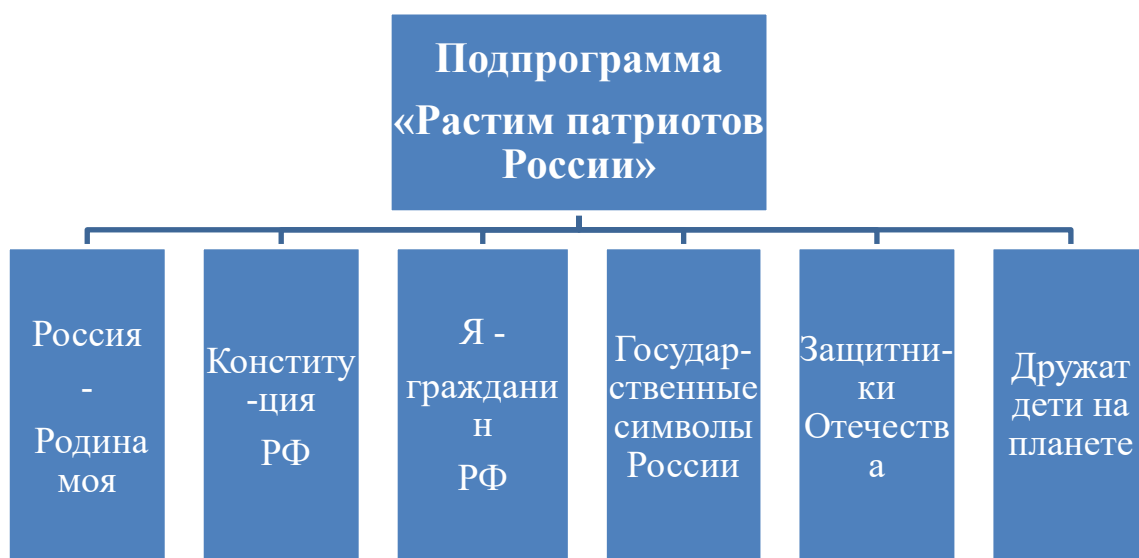 Подпрограмма
«Растим патриотов
России»
Россия
-
Родина
моя
Конститу
-ция
РФ
Я -
граждани
н
РФ
Государ-
ственные
символы
России
Защитни-
ки
Отечеств
а
Дружат
дети на
планете